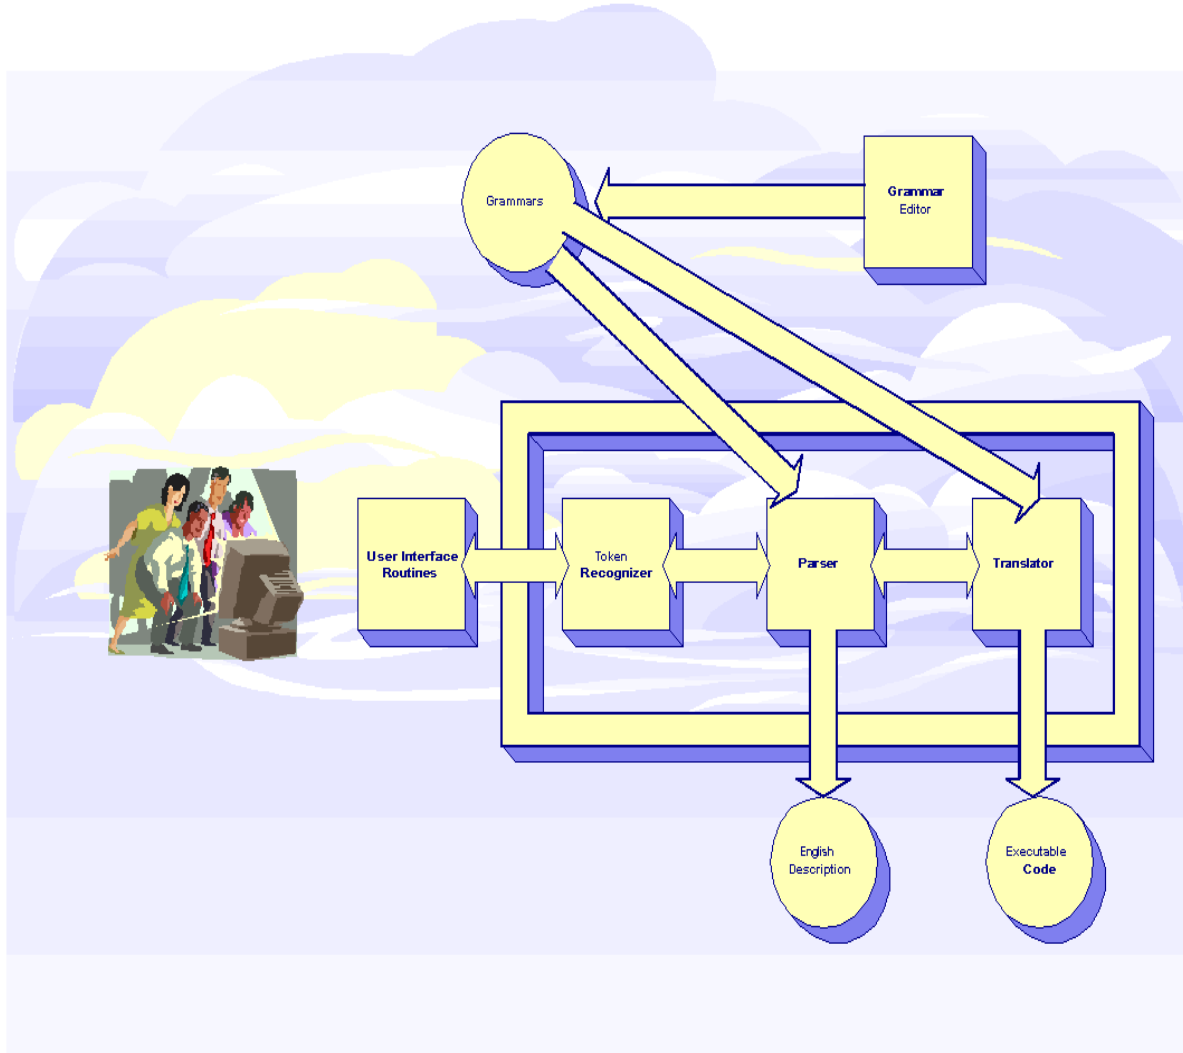 Grammars
Grammar
Editor
User Interface
Routines
Token
Recognizer
Parser
Translator
English
Description
Executable
Code